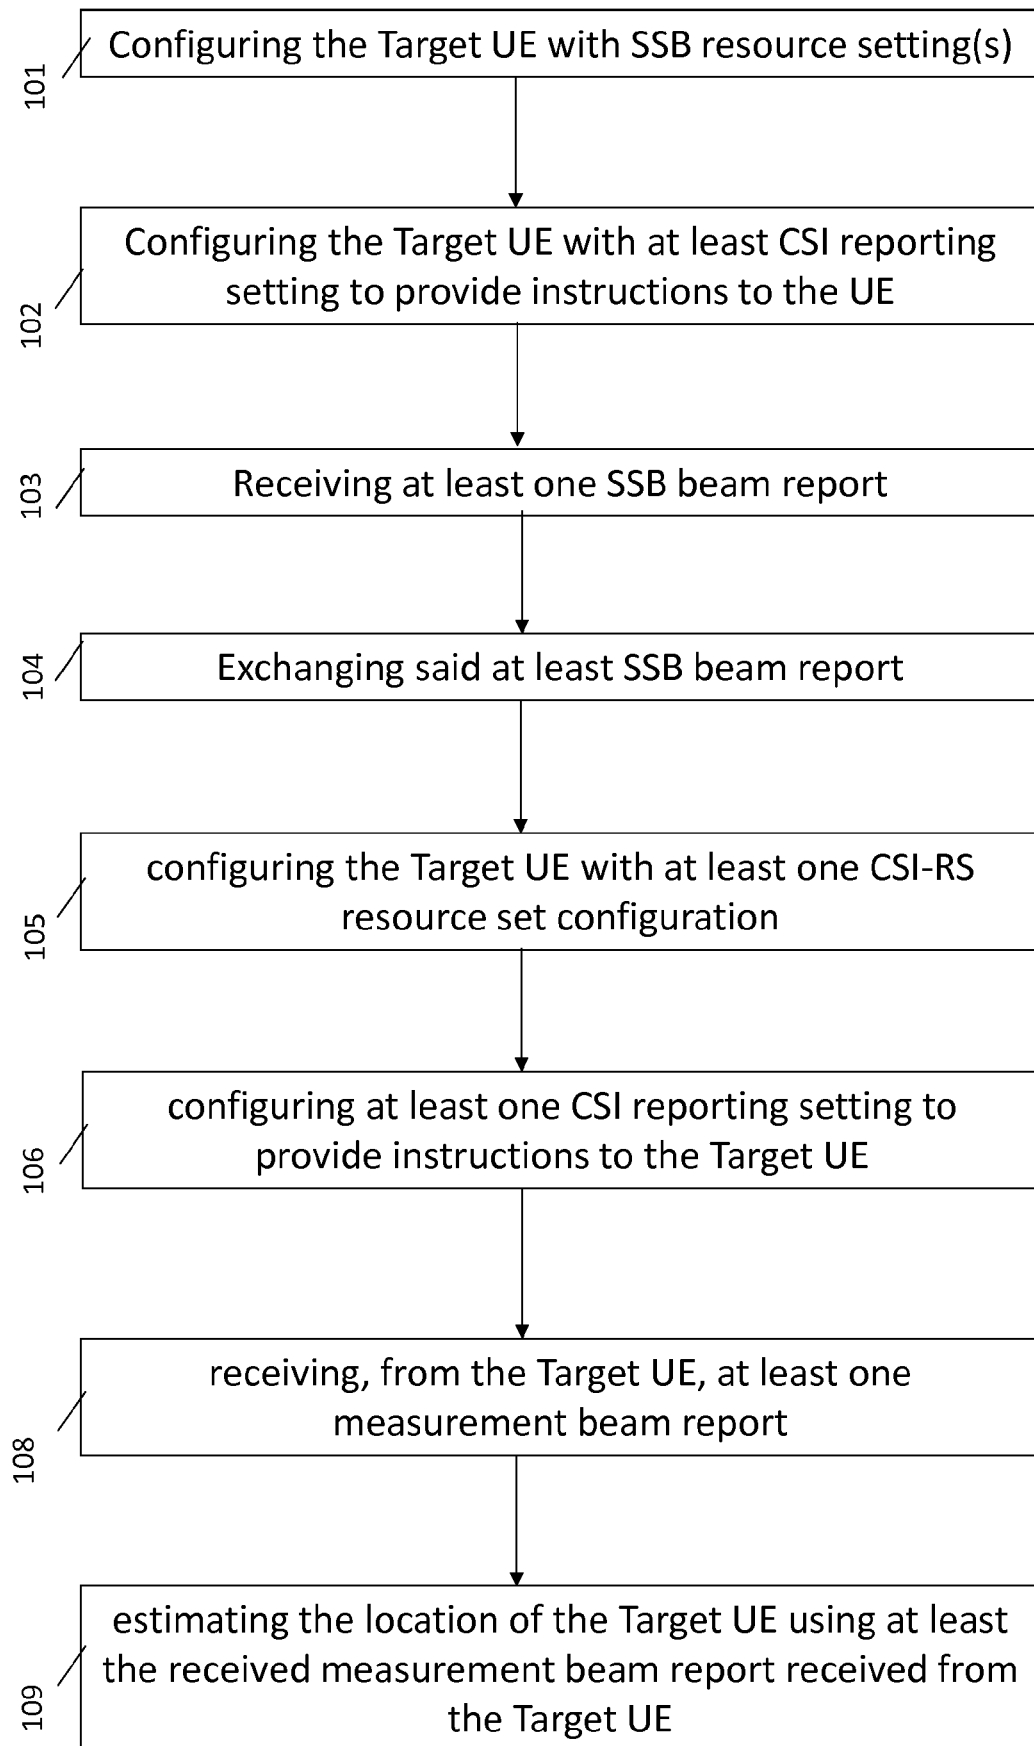 Configuring the Target UE with SSB resource setting(s)
101
Configuring the Target UE with at least CSI reporting
setting to provide instructions to the UE
102
Receiving at least one SSB beam report
103
Exchanging said at least SSB beam report
104
configuring the Target UE with at least one CSI-RS
resource set configuration
105
configuring at least one CSI reporting setting to
provide instructions to the Target UE
106
receiving, from the Target UE, at least one
measurement beam report
108
estimating the location of the Target UE using at least
the received measurement beam report received from
the Target UE
109